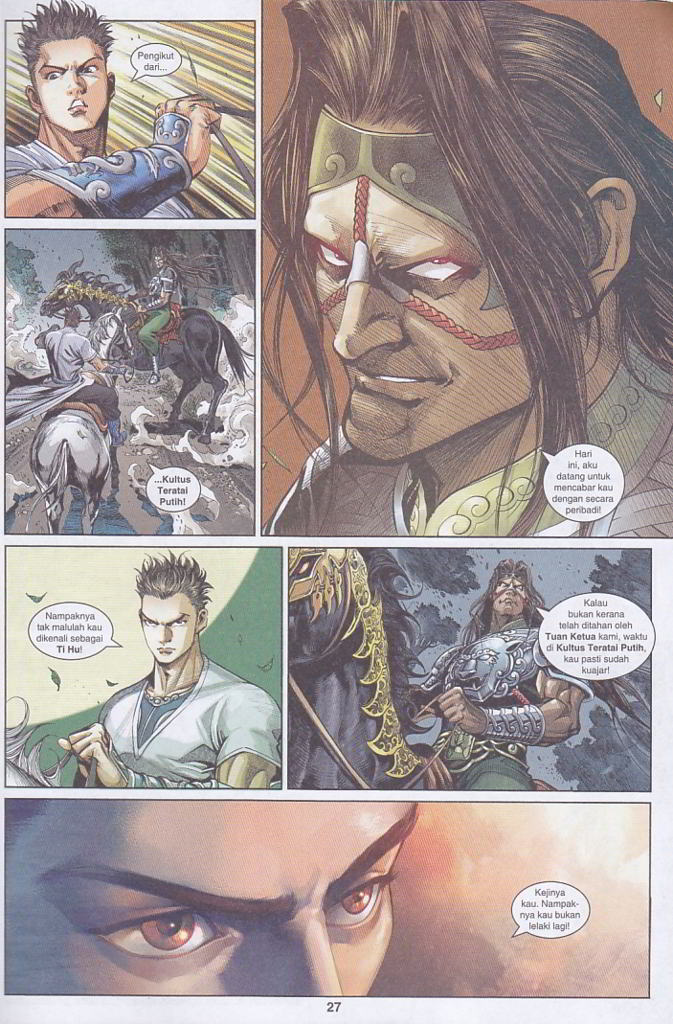 Pengikut
dari...
...Kultus
Teratai
Putih!
Hari
ini, aku
datang untuk
mencabar kau
dengan secara
peribadi!
Nampaknya
tak malulah kau
dikenali sebagai
Ti Hu!
Kalau
bukan kerana
telah ditahan oleh
Tuan Ketua kami, waktu
di Kultus Teratai Putih,
kau pasti sudah
kuajar!
Kejinya
kau. Nampak-
nya kau bukan
lelaki lagi!
27